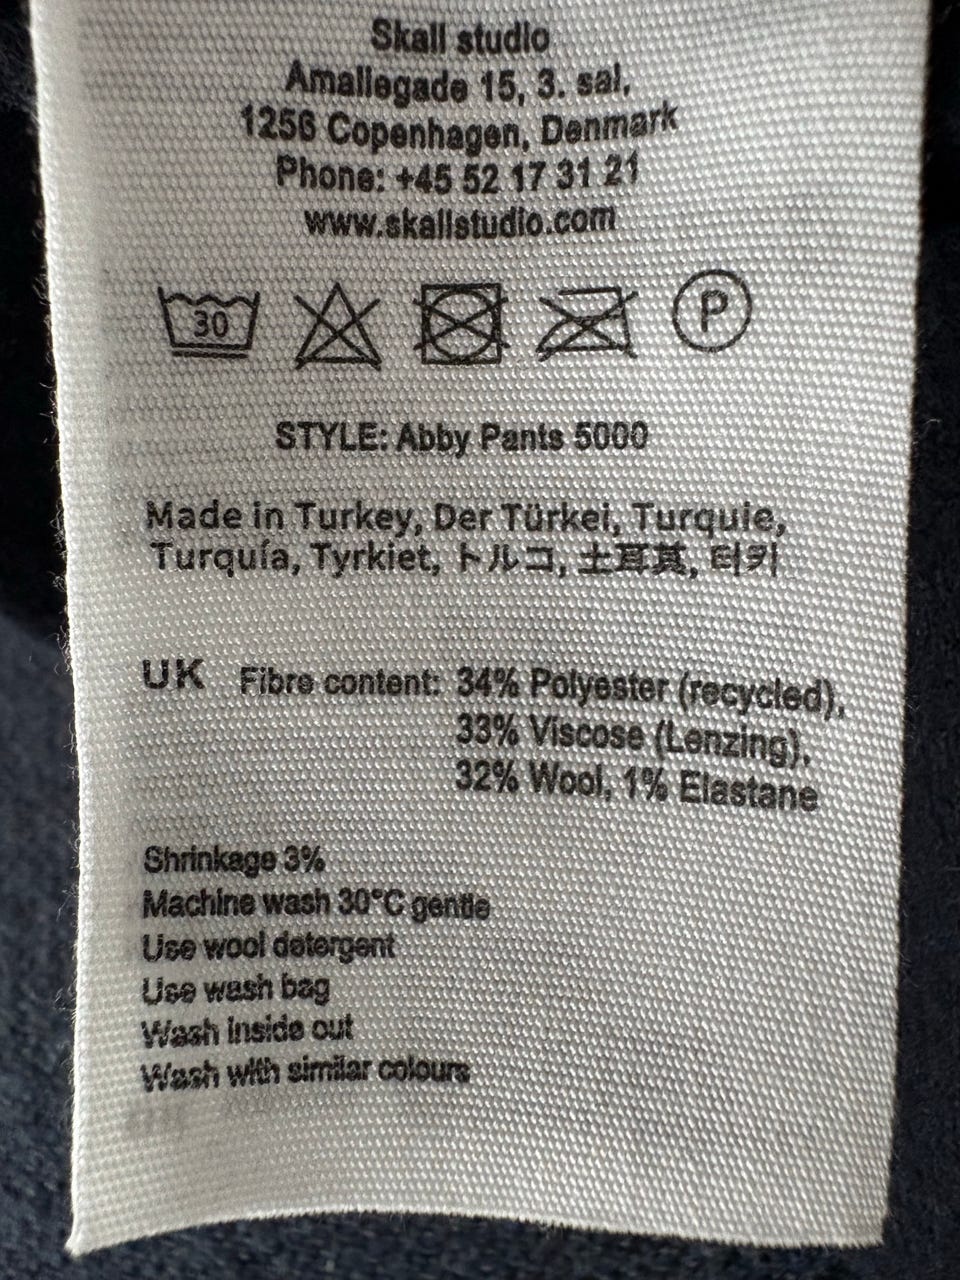 Skall studio
Amaliegade 15, 3. sal,
1256 Copenhagen, Denmark
Phone: +45 52 17 31 21
www.skallstudio.com
30 P
STYLE: Abby Pants 5000
Made in Turkey, Der Türkei, Turquie,
Turquía, Tyrkiet, トルコ, 土耳其, 터키
UK Fibre content: 34% Polyester (recycled),
33% Viscose (Lenzing),
32% Wool, 1% Elastane
Shrinkage 3%
Machine wash 30°C gentle
Use wool detergent
Use wash bag
Wash inside out
Wash with similar colours